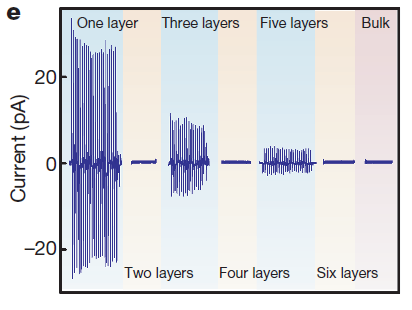 e
One layer Three layers Five layers Bulk
Current (pA)
20
0
−20
Two layers Four layers Six layers